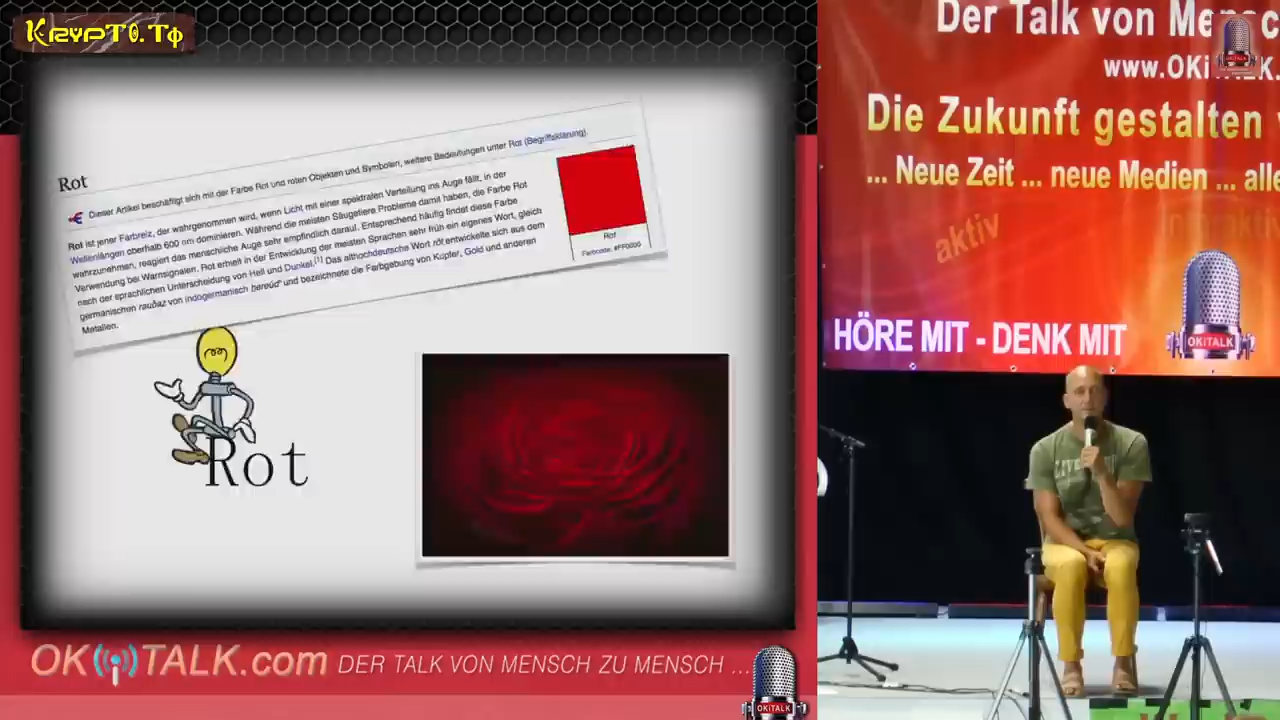 KrypT0.Tφ
Rot
Dieser Artikel beschäftigt sich mit der Farbe Rot und roten Objekten und Symbolen, weitere Bedeutungen unter Rot (Begriffsklärung).
Rot ist jener Farbreiz, der wahrgenommen wird, wenn Licht mit einer spektralen Verteilung ins Auge fällt, in der
Wellenlängen oberhalb 600 nm dominieren. Während die meisten Säugetiere Probleme damit haben, die Farbe Rot
wahrzunehmen, reagiert das menschliche Auge sehr empfindlich darauf. Entsprechend häufig findet diese Farbe
Verwendung bei Warnsignalen. Rot erhielt in der Entwicklung der meisten Sprachen sehr früh ein eigenes Wort, gleich
nach der sprachlichen Unterscheidung von Hell und Dunkel.[1] Das althochdeutsche Wort rōt entwickelte sich aus dem
germanischen rauđaz von indogermanisch hereúdʰ und bezeichnete die Farbgebung von Kupfer, Gold und anderen
Metallen.
Rot
Farbcode: #FF0000
Rot
OK TALK.com DER TALK VON MENSCH ZU MENSCH ...
OKiTALK
Der Talk von Mensc
www.OKiTALK.
Die Zukunft gestalten
... Neue Zeit ... neue Medien ... alle
aktiv
HÖRE MIT - DENK MIT
OKiTALK
OKiTALK